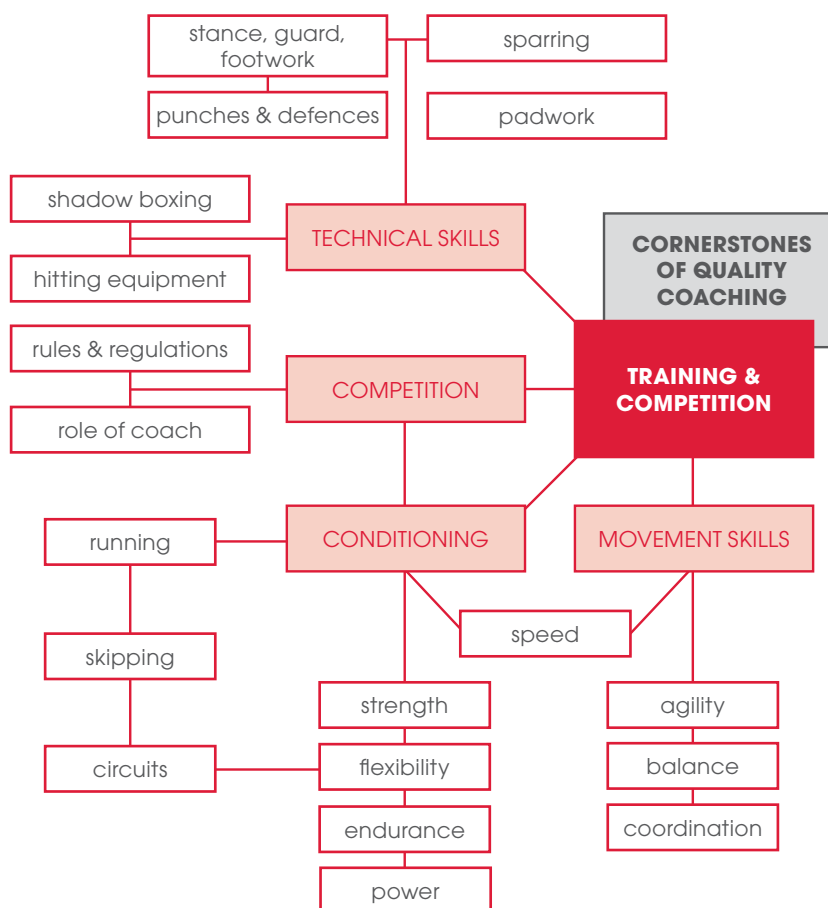 stance, guard,
footwork
sparring
punches & defences
padwork
shadow boxing
TECHNICAL SKILLS
CORNERSTONES
OF QUALITY
COACHING
hitting equipment
rules & regulations
TRAINING &
COMPETITION
COMPETITION
role of coach
running
CONDITIONING
MOVEMENT SKILLS
speed
skipping
strength
agility
circuits
flexibility
balance
endurance
coordination
power